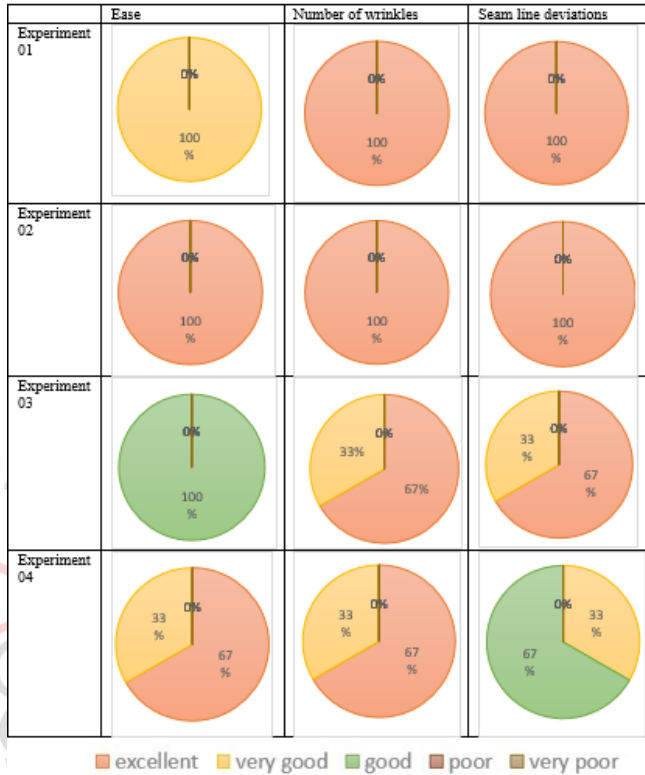 Ease Number of wrinkles Seam line deviations
Experiment
01
0% 0% 0%
100 100 100
% % %
Experiment
02
0% 0% 0%
100 100 100
% % %
Experiment
03
0% 0% 0%
100
%
33% 67%
33
%
67
%
Experiment
04
0% 0% 0%
33
%
67
%
33
%
67
%
33
%
67
%
excellent very good good poor very poor